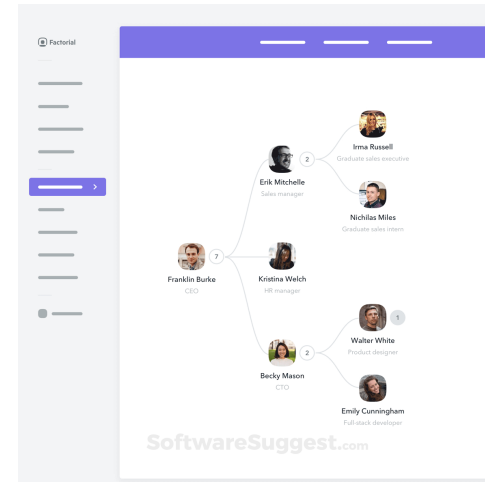 Factorial
Irma Russell
Graduate sales executive
2
Erik Mitchelle
Sales manager
Nichilas Miles
Graduate sales intern
7
Franklin Burke
CEO
Kristina Welch
HR manager
1
Walter White
Product designer
2
Becky Mason
CTO
Emily Cunningham
Full-stack developer
SoftwareSuggest.com